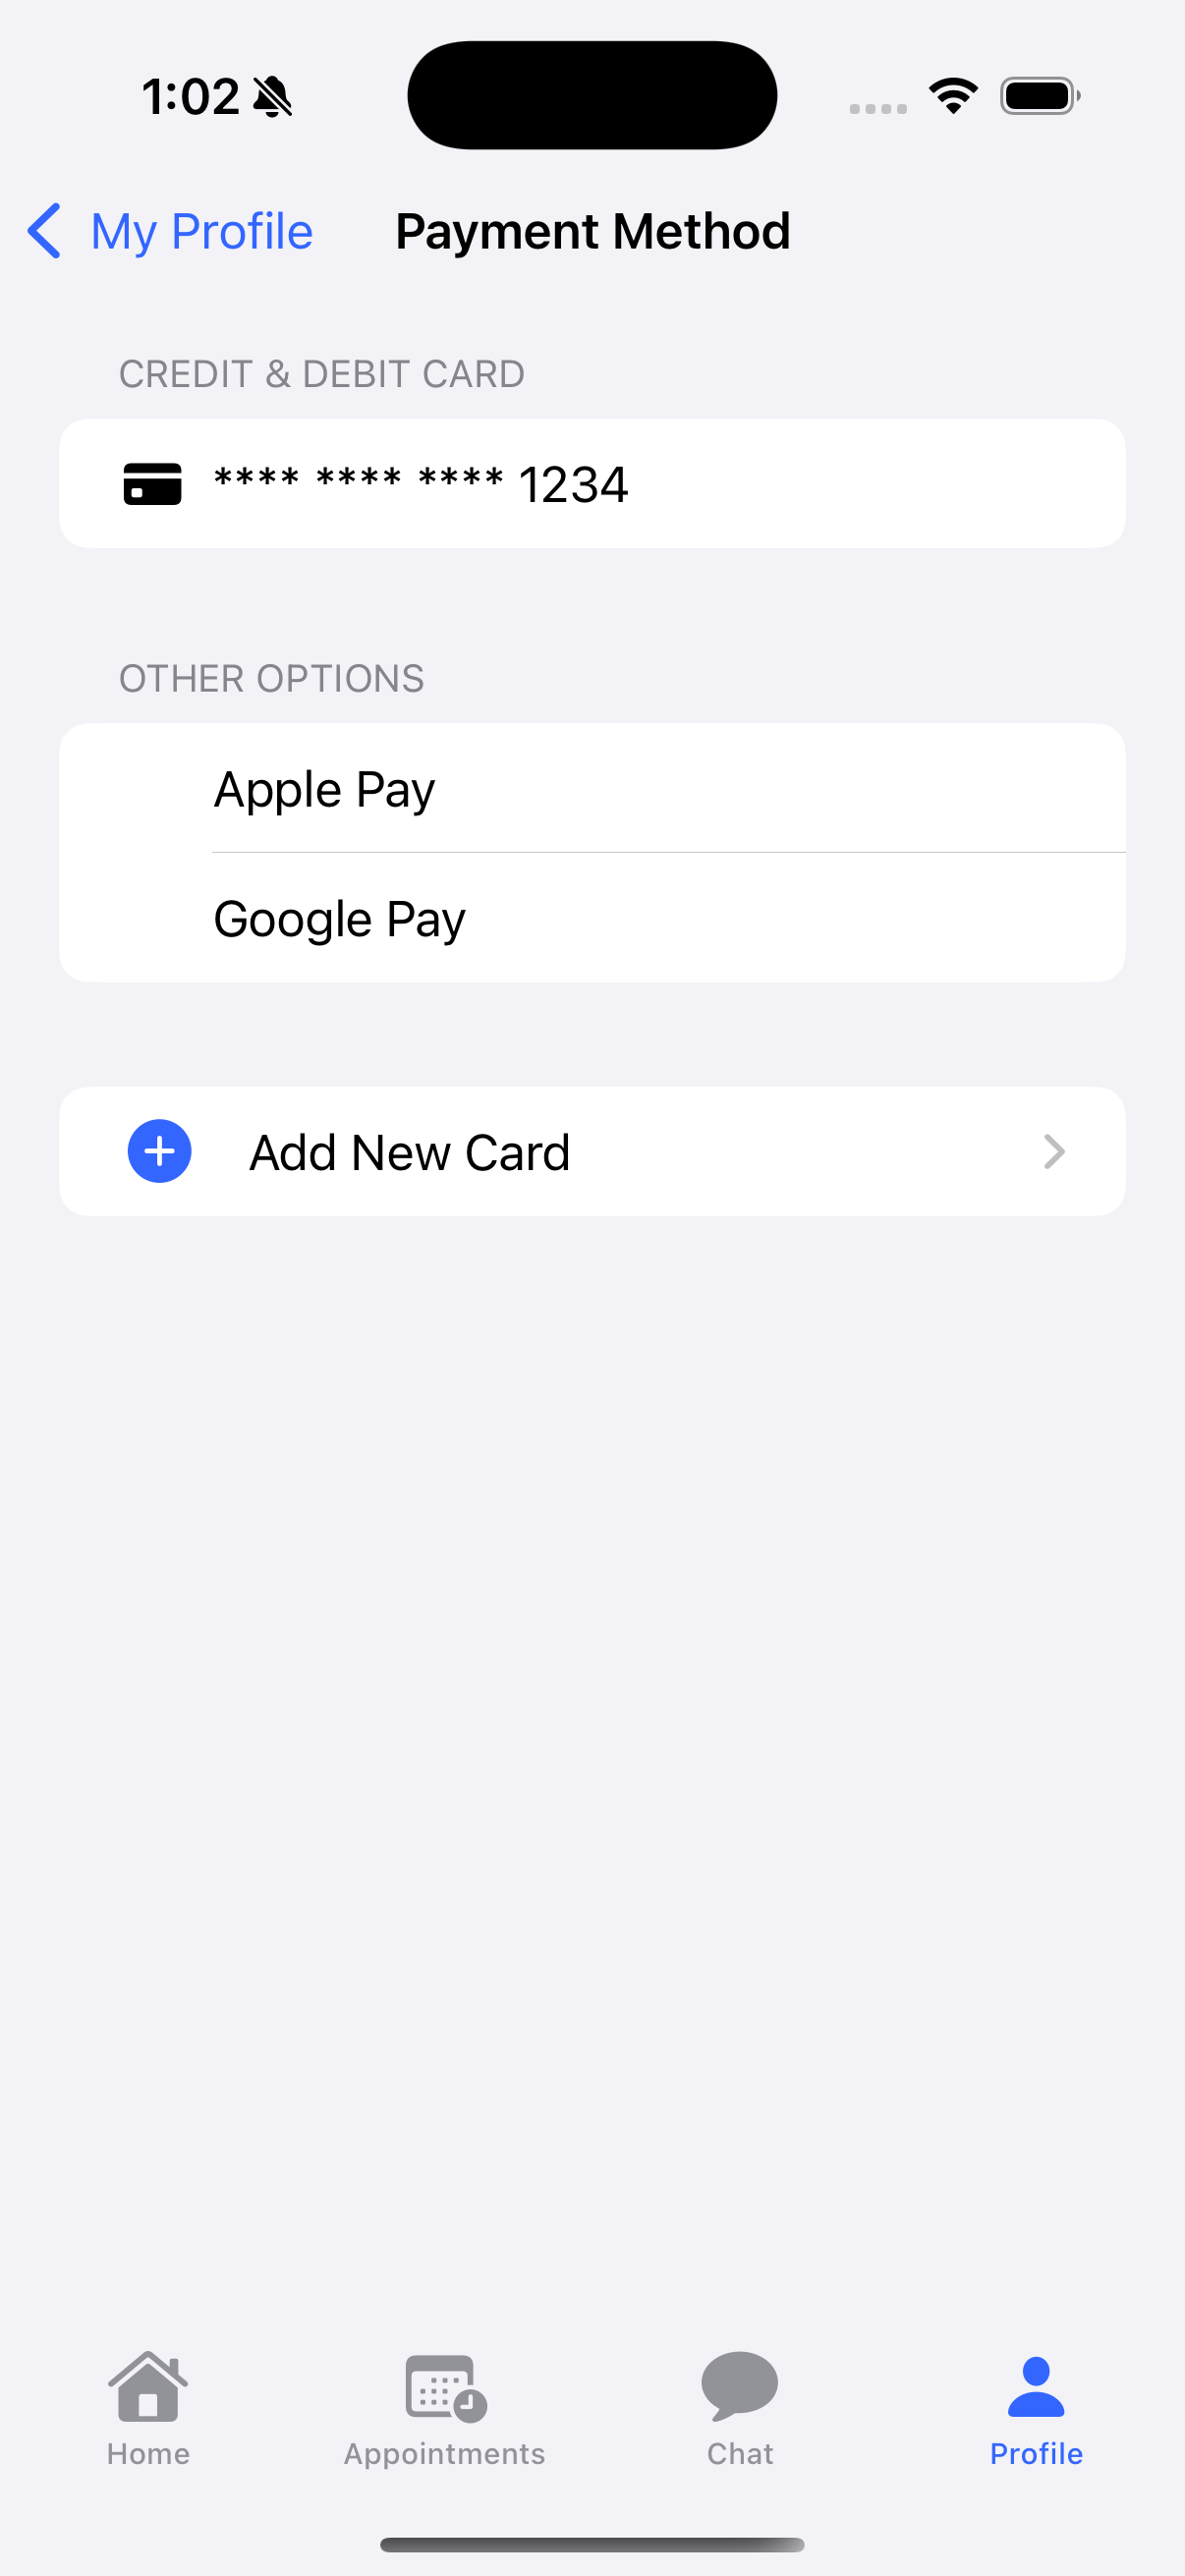 1:02
My Profile
Payment Method
CREDIT & DEBIT CARD
**** **** **** 1234
OTHER OPTIONS
Apple Pay
Google Pay
Add New Card
Home
Appointments
Chat
Profile